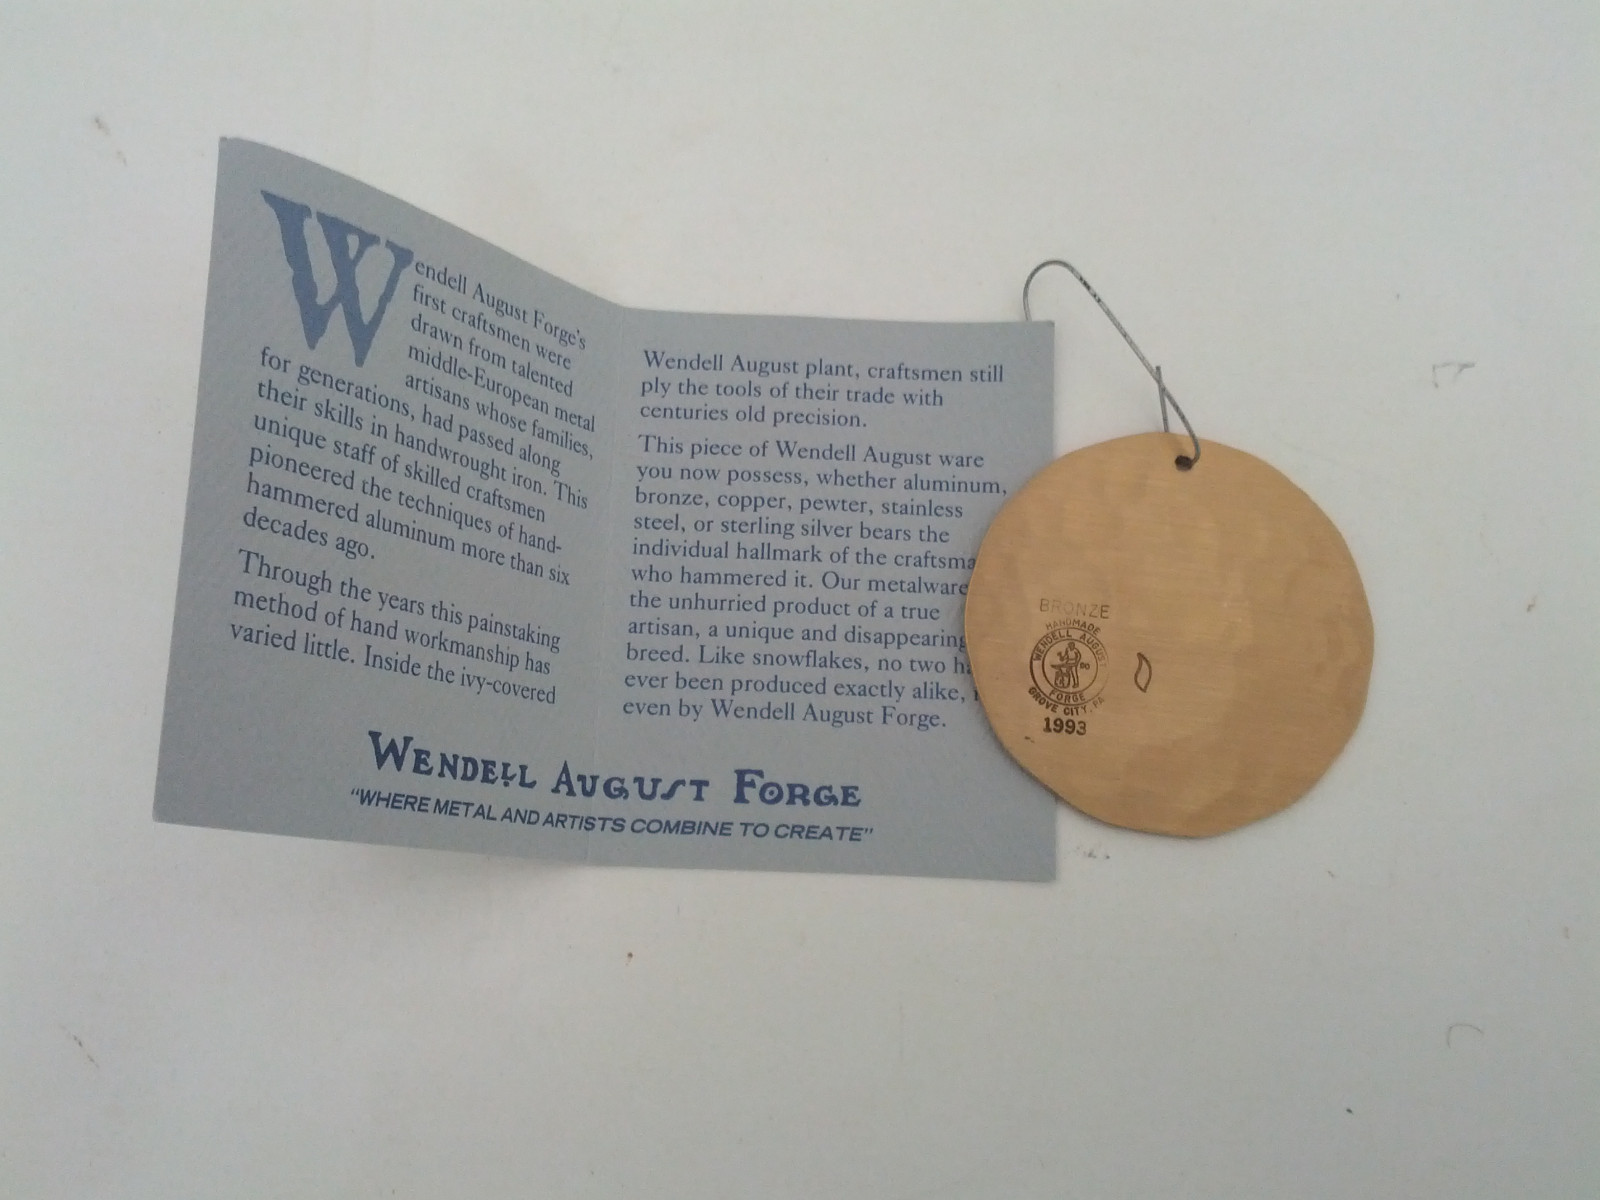 Wendell August Forge's
first craftsmen were
drawn from talented
middle-European metal
artisans whose families,
for generations, had passed along
their skills in handwrought iron. This
unique staff of skilled craftsmen
pioneered the techniques of hand-
hammered aluminum more than six
decades ago.
Through the years this painstaking
method of hand workmanship has
varied little. Inside the ivy-covered
Wendell August plant, craftsmen still
ply the tools of their trade with
centuries old precision.
This piece of Wendell August ware
you now possess, whether aluminum,
bronze, copper, pewter, stainless
steel, or sterling silver bears the
individual hallmark of the craftsma
who hammered it. Our metalware
the unhurried product of a true
artisan, a unique and disappearing
breed. Like snowflakes, no two ha
ever been produced exactly alike,
even by Wendell August Forge.
WENDELL AUGUST FORGE
"WHERE METAL AND ARTISTS COMBINE TO CREATE"
BRONZE
HANDMADE
WENDELL AUGUST
FORGE
GROVE CITY, PA
1993